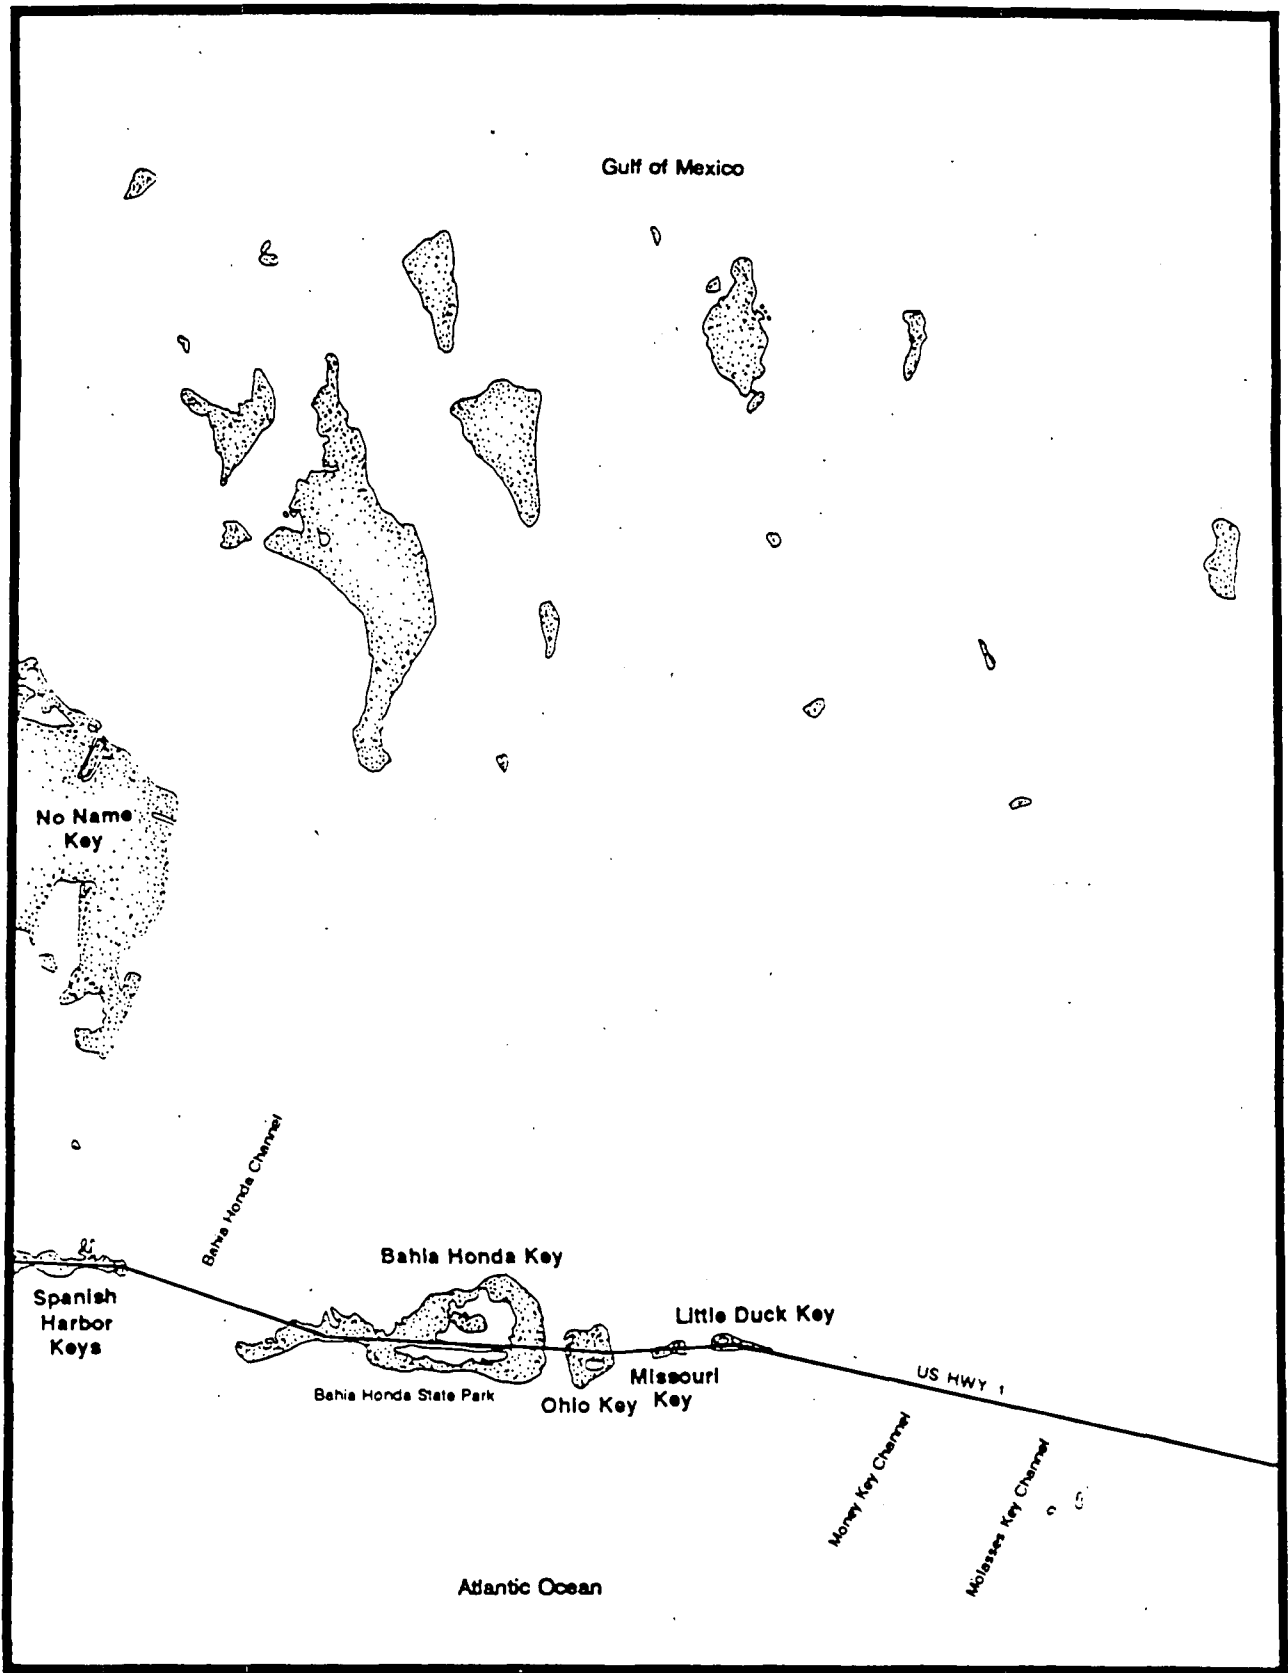 Gulf of Mexico
No Name
Key
Bahia Honda Channel
Bahia Honda Key
Spanish
Harbor
Keys
Little Duck Key
Bahia Honda State Park
Missouri
Key
Ohio Key
US HWY 1
Money Key Channel
Molasses Key Channel
Atlantic Ocean